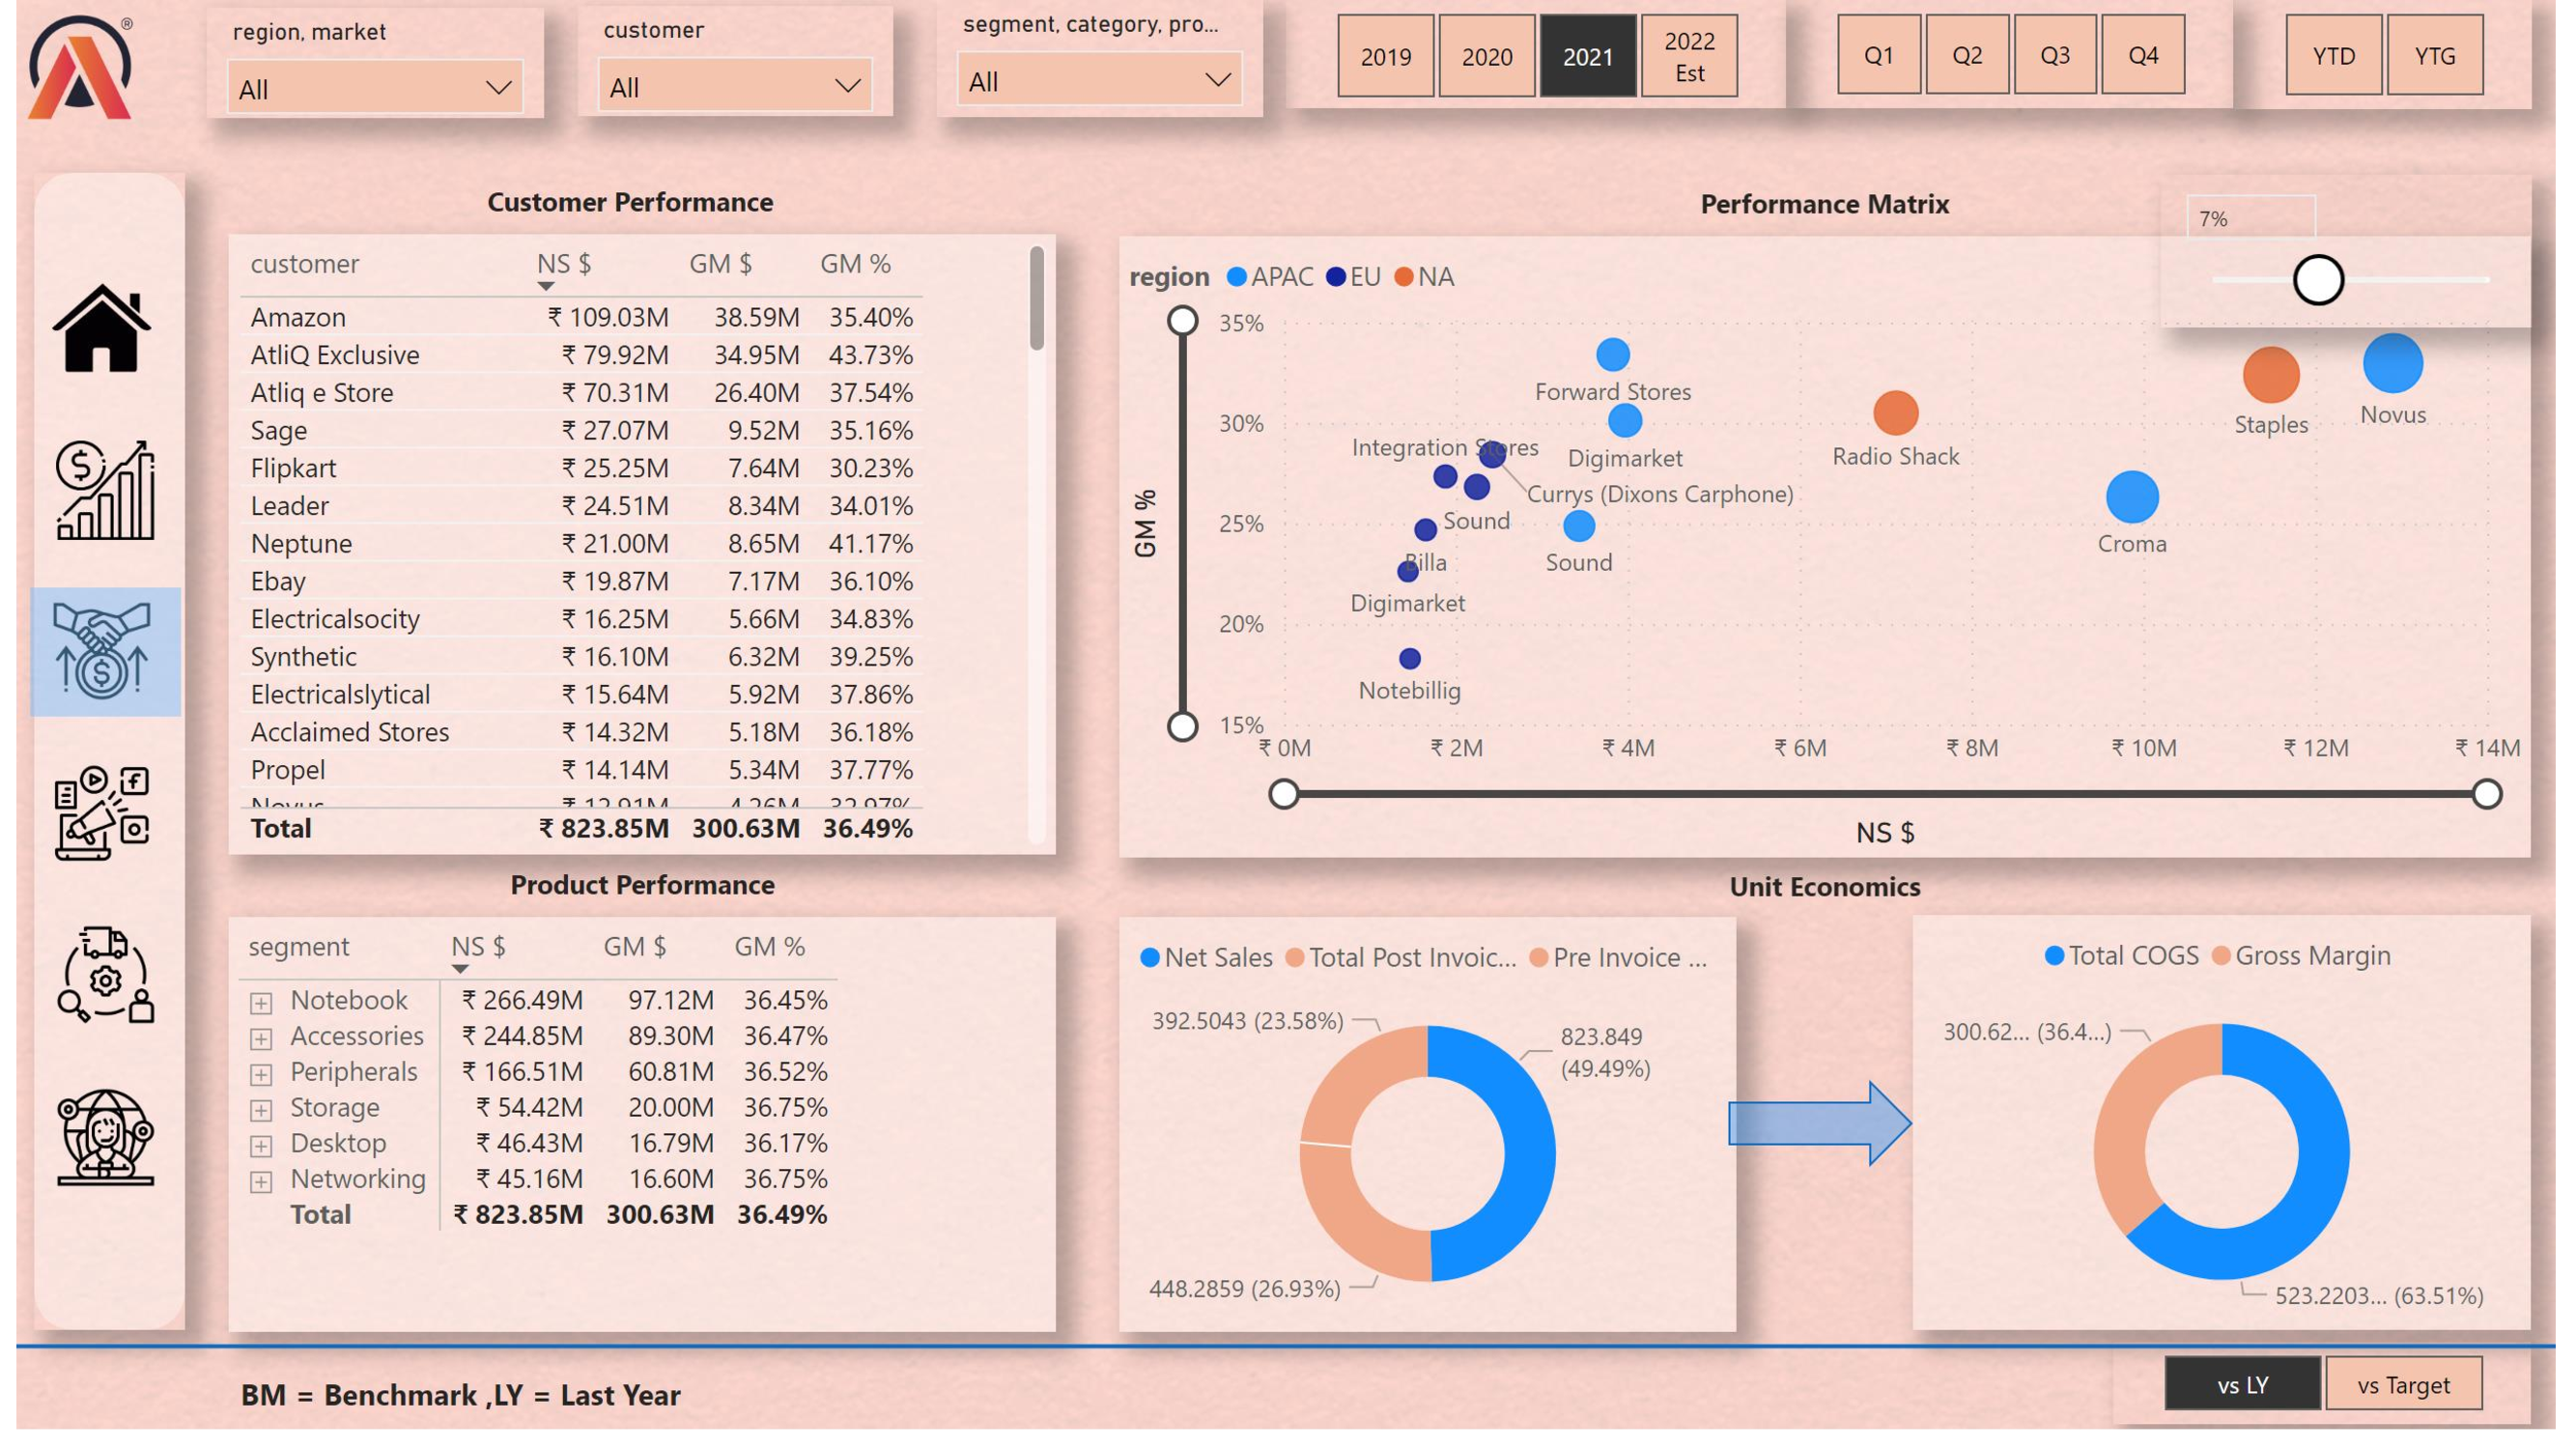 ®
region, market
All
customer
All
segment, category, pro...
All
2019
2020
2021
2022
Est
Q1
Q2
Q3
Q4
YTD
YTG
Customer Performance
customer NS $ GM $ GM %
Amazon ₹ 109.03M 38.59M 35.40%
AtliQ Exclusive ₹ 79.92M 34.95M 43.73%
Atliq e Store ₹ 70.31M 26.40M 37.54%
Sage ₹ 27.07M 9.52M 35.16%
Flipkart ₹ 25.25M 7.64M 30.23%
Leader ₹ 24.51M 8.34M 34.01%
Neptune ₹ 21.00M 8.65M 41.17%
Ebay ₹ 19.87M 7.17M 36.10%
Electricalsocity ₹ 16.25M 5.66M 34.83%
Synthetic ₹ 16.10M 6.32M 39.25%
Electricalslytical ₹ 15.64M 5.92M 37.86%
Acclaimed Stores ₹ 14.32M 5.18M 36.18%
Propel ₹ 14.14M 5.34M 37.77%
Novus ₹ 12.91M 4.26M 32.97%
Total ₹ 823.85M 300.63M 36.49%
Performance Matrix
7%
region APAC EU NA
GM %
35%
30%
25%
20%
15%
Forward Stores
Staples
Novus
Integration Stores
Digimarket
Radio Shack
Currys (Dixons Carphone)
Sound
Croma
Billa
Sound
Digimarket
Notebillig
₹ 0M
₹ 2M
₹ 4M
₹ 6M
₹ 8M
₹ 10M
₹ 12M
₹ 14M
NS $
Product Performance
segment NS $ GM $ GM %
Notebook ₹ 266.49M 97.12M 36.45%
Accessories ₹ 244.85M 89.30M 36.47%
Peripherals ₹ 166.51M 60.81M 36.52%
Storage ₹ 54.42M 20.00M 36.75%
Desktop ₹ 46.43M 16.79M 36.17%
Networking ₹ 45.16M 16.60M 36.75%
Total ₹ 823.85M 300.63M 36.49%
Unit Economics
Net Sales Total Post Invoic... Pre Invoice ...
392.5043 (23.58%)
823.849
(49.49%)
448.2859 (26.93%)
Total COGS Gross Margin
300.62... (36.4...)
523.2203... (63.51%)
BM = Benchmark ,LY = Last Year
vs LY
vs Target